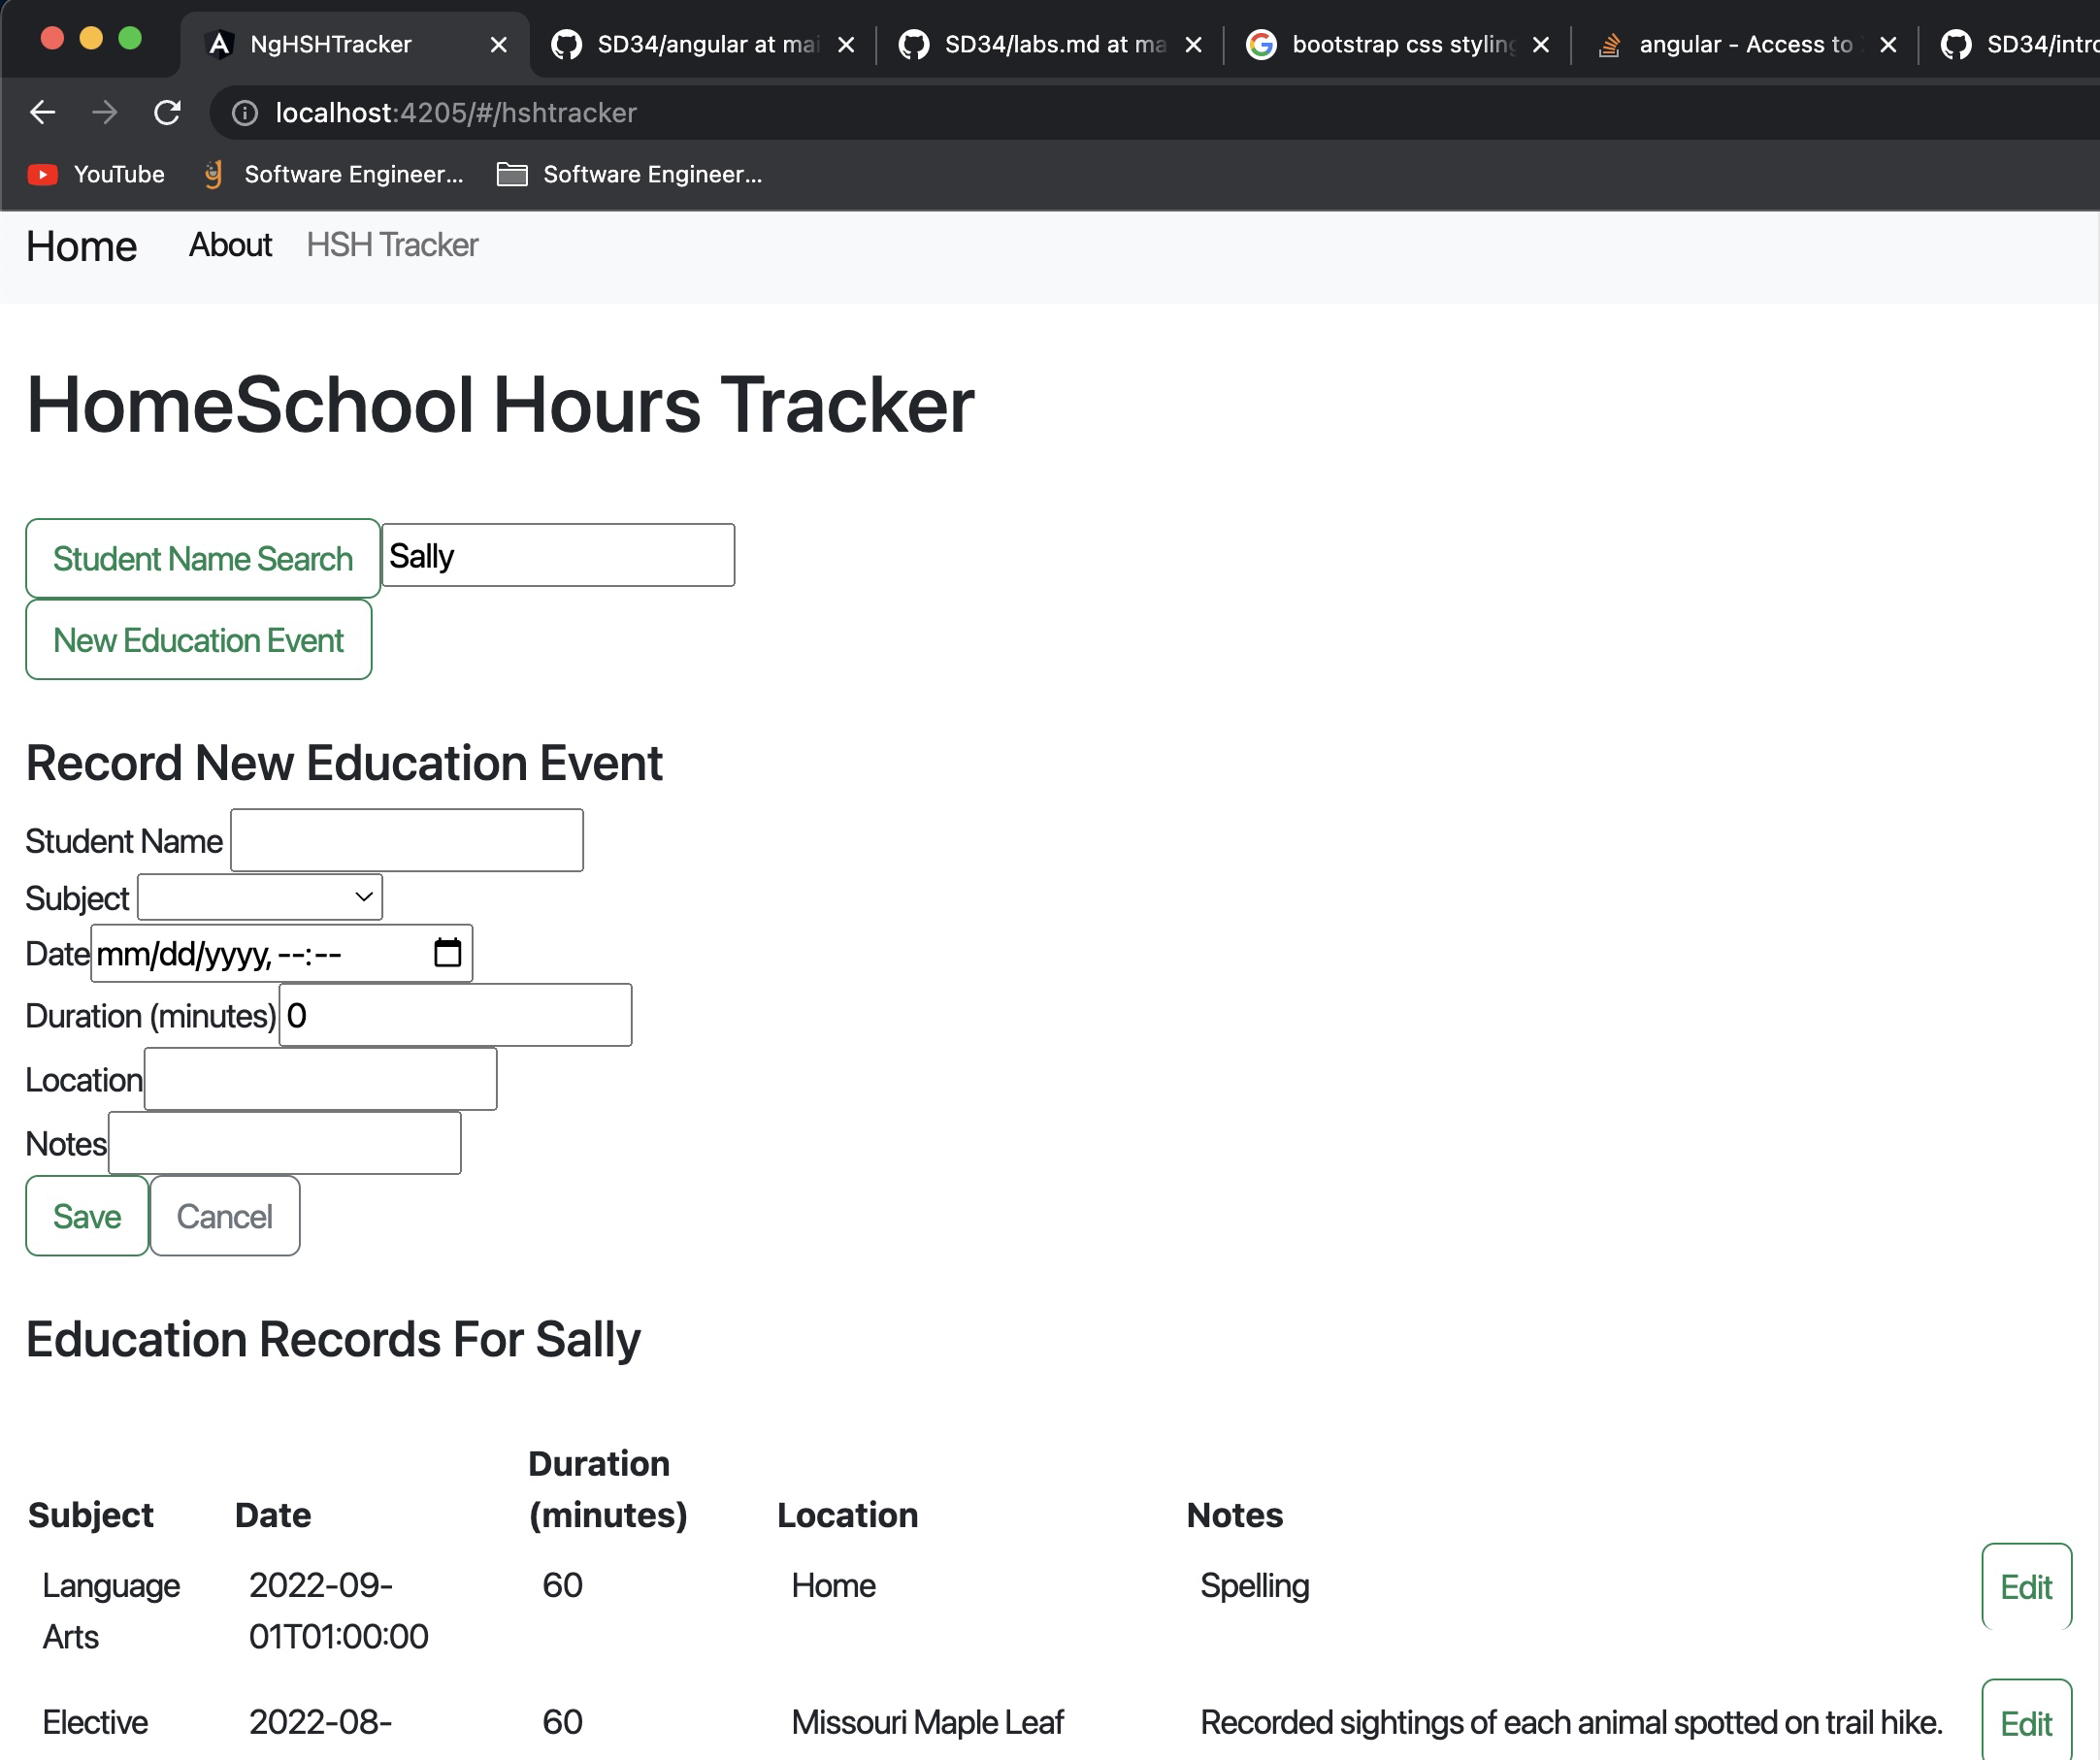 NgHSHTracker
SD34/angular at mai
SD34/labs.md at ma
bootstrap css styling
angular - Access to
SD34/intro
localhost:4205/#/hshtracker
YouTube
Software Engineer...
Software Engineer...
Home About HSH Tracker
HomeSchool Hours Tracker
Student Name Search Sally
New Education Event
Record New Education Event
Student Name
Subject
Date mm/dd/yyyy, --:--
Duration (minutes) 0
Location
Notes
Save Cancel
Education Records For Sally
Duration
Subject Date (minutes) Location Notes
Language 2022-09- 60 Home Spelling Edit
Arts 01T01:00:00
Elective 2022-08- 60 Missouri Maple Leaf Recorded sightings of each animal spotted on trail hike. Edit